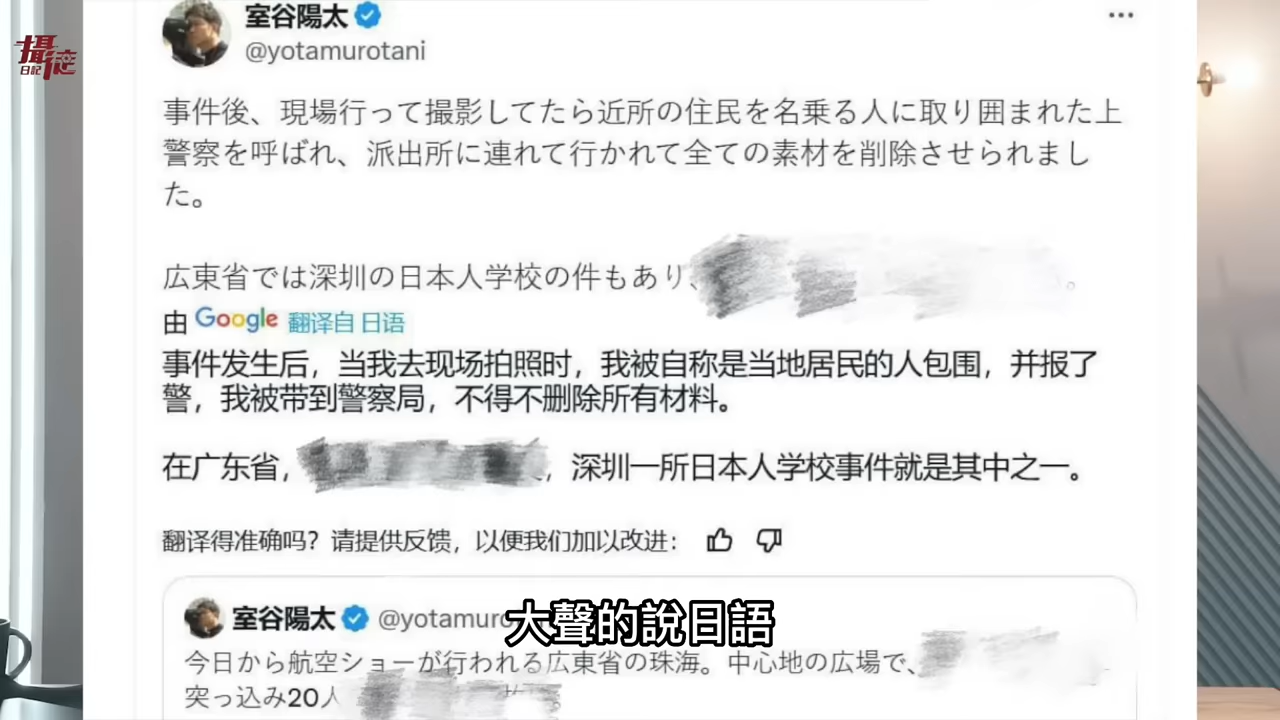 攝徒
日記
室谷陽太
@yotamurotani
事件後、現場行って撮影してたら近所の住民を名乗る人に取り囲まれた上
警察を呼ばれ、派出所に連れて行かれて全ての素材を削除させられまし
た。
広東省では深圳の日本人学校の件もあり、
由 Google 翻译自 日语
事件发生后，当我去现场拍照时，我被自称是当地居民的人包围，并报了
警，我被带到警察局，不得不删除所有材料。
在广东省，，深圳一所日本人学校事件就是其中之一。
翻译得准确吗？请提供反馈，以便我们加以改进：
室谷陽太 @yotamuro
大聲的說日語
今日から航空ショーが行われる広東省の珠海。中心地の広場で、
突っ込み20人